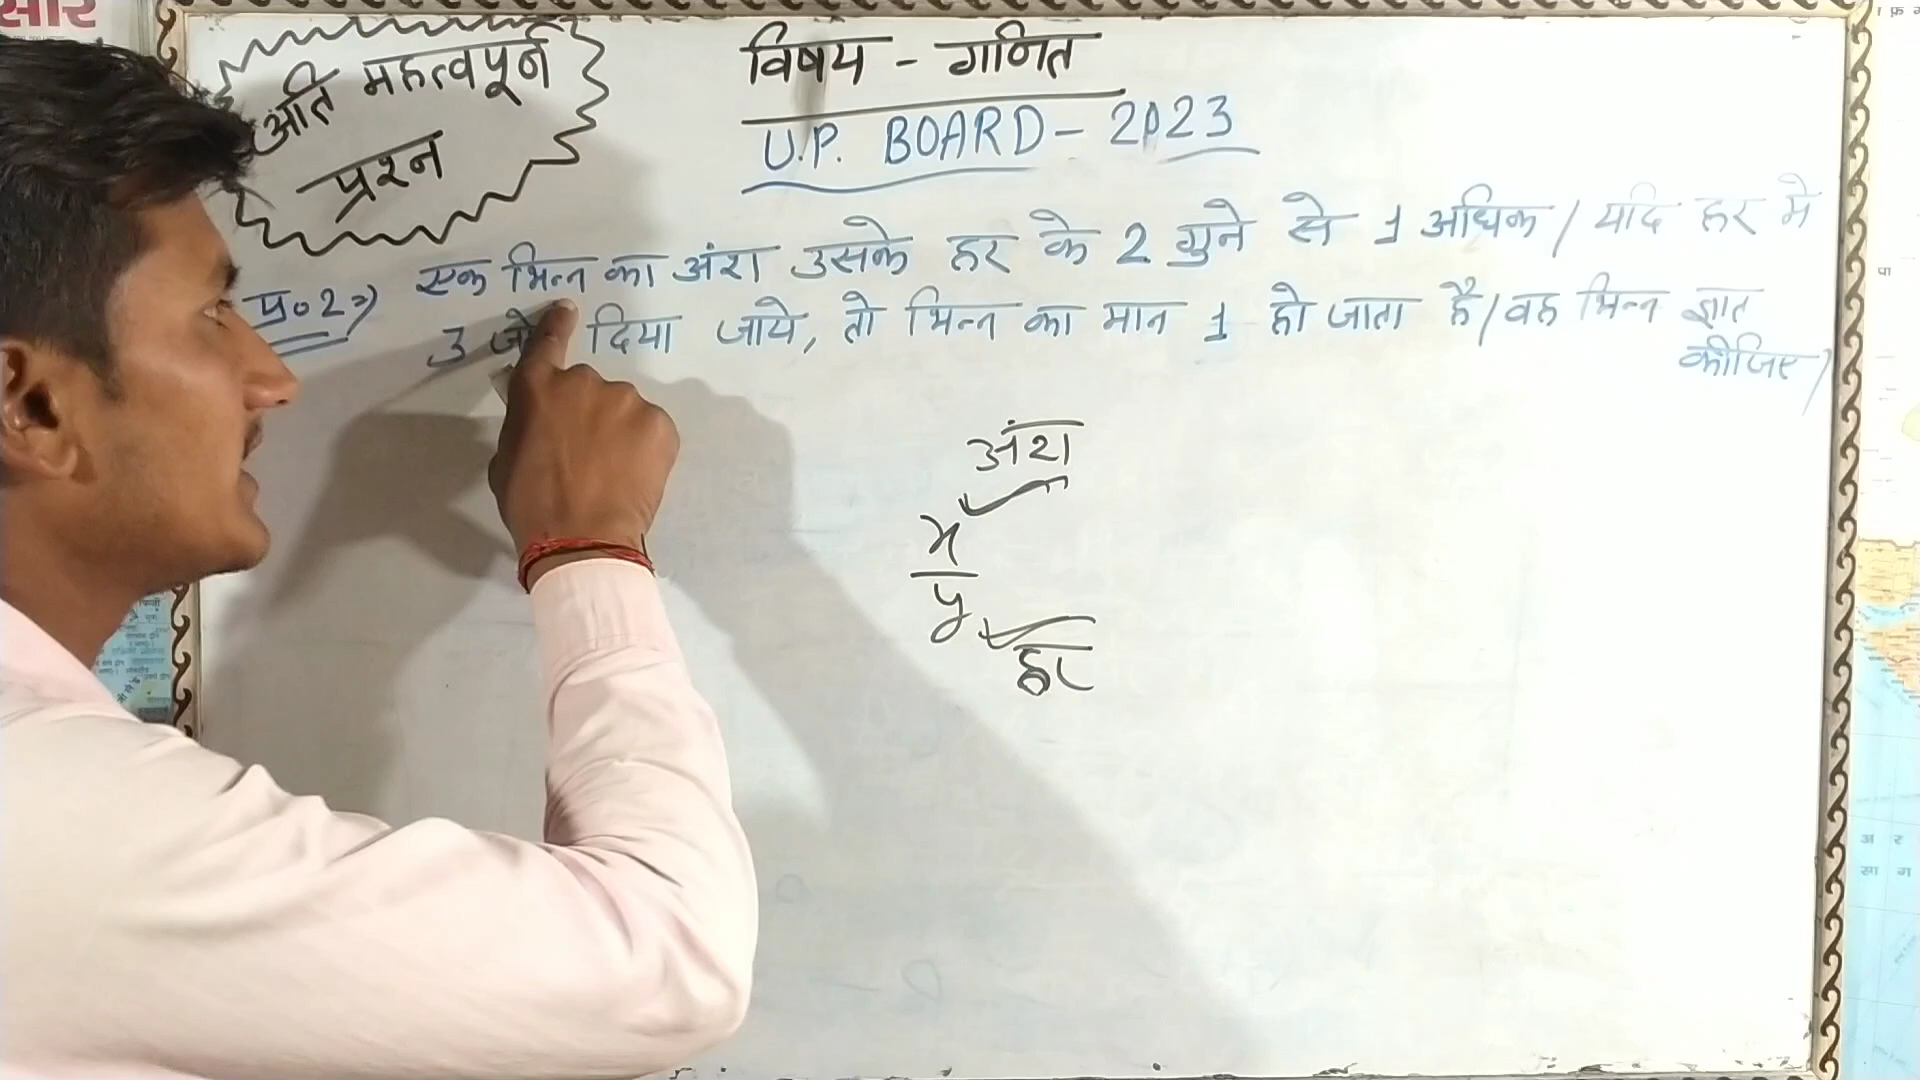 सार
अति महत्वपूर्न
प्रश्न
विषय - गनित
U.P. BOARD - 2023
प्र०2⇒) एक भिन्न का अंश उसके हर के 2 गुने से 1 अधिक / यदि हर मे
3 जो दिया जाये, तो भिन्न का मान 1 हो जाता है / वह भिन्न ज्ञात
कीजिए /
अंश
x
y
हर